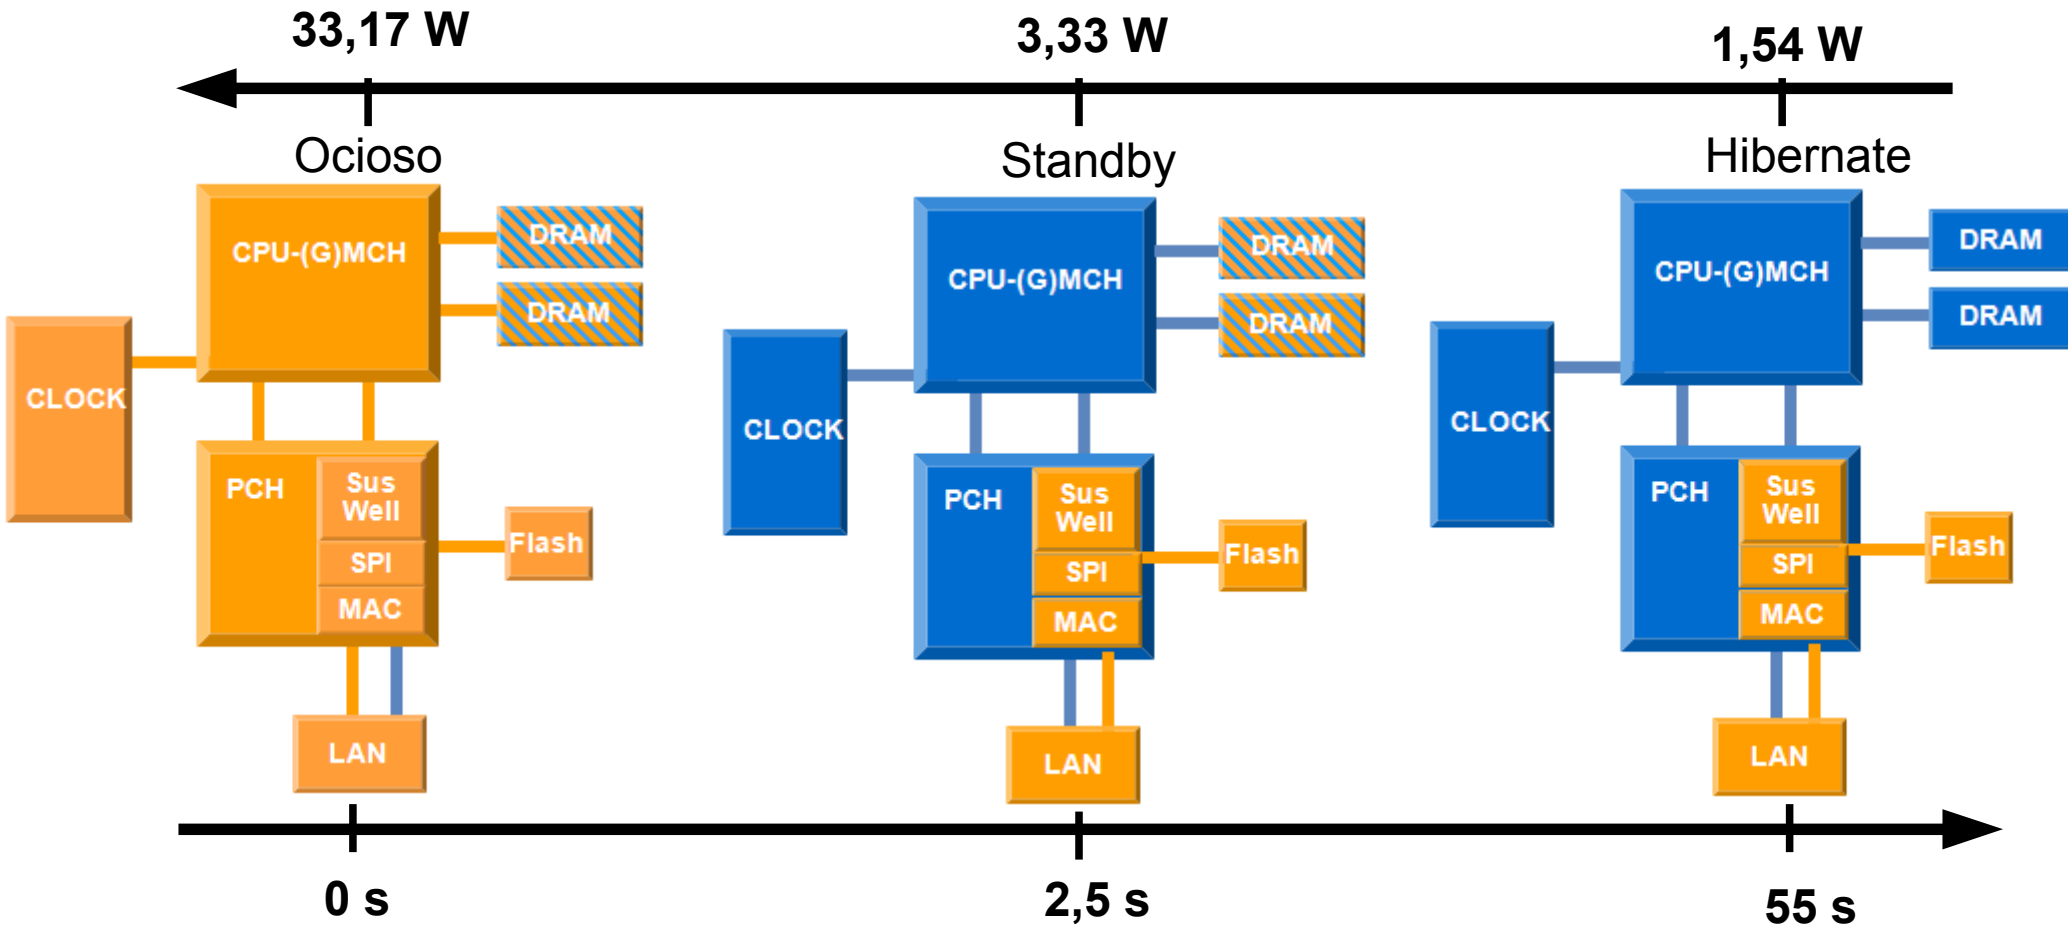 33,17 W
3,33 W
1,54 W
Ocioso
Standby
Hibernate
CPU-(G)MCH
DRAM
DRAM
CLOCK
PCH
Sus
Well
SPI
MAC
Flash
LAN
CPU-(G)MCH
DRAM
DRAM
CLOCK
PCH
Sus
Well
SPI
MAC
Flash
LAN
CPU-(G)MCH
DRAM
DRAM
CLOCK
PCH
Sus
Well
SPI
MAC
Flash
LAN
0 s
2,5 s
55 s